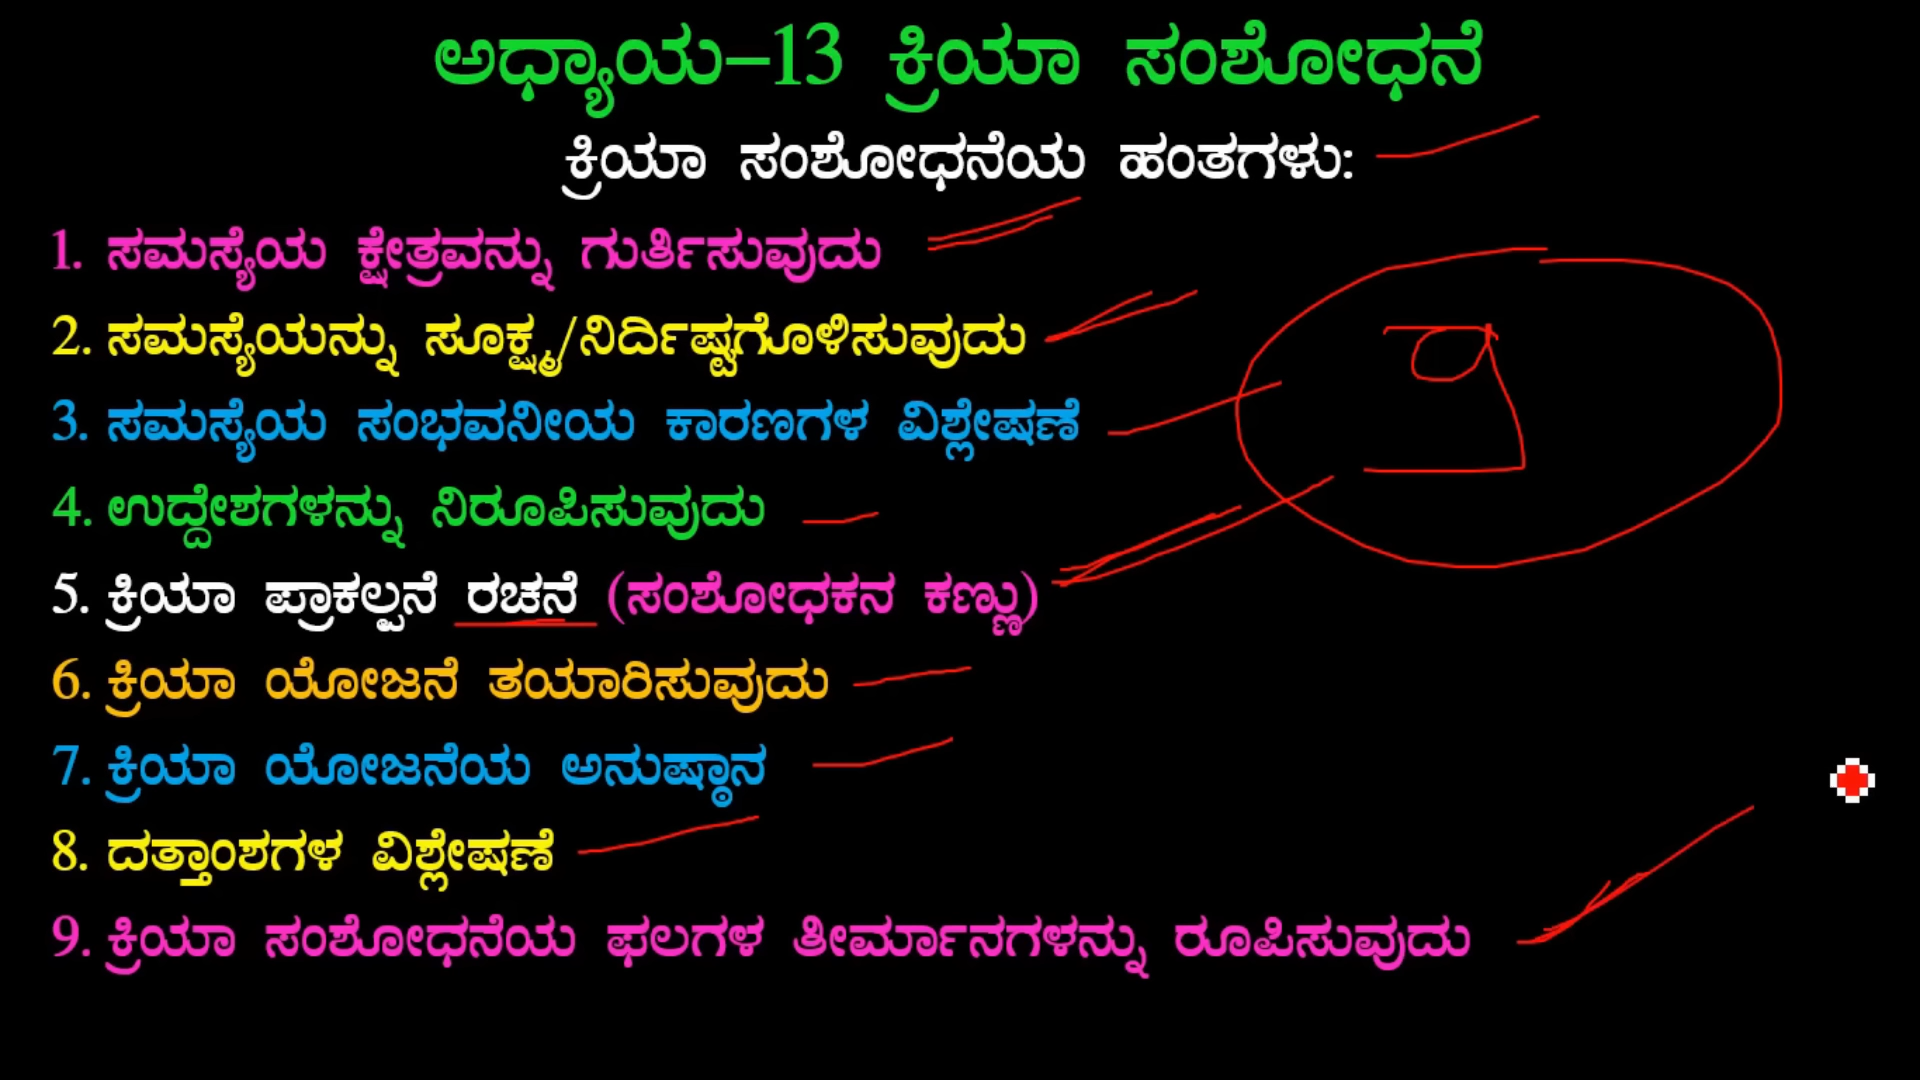 ಅಧ್ಯಾಯ–13 ಕ್ರಿಯಾ ಸಂಶೋಧನೆ
ಕ್ರಿಯಾ ಸಂಶೋಧನೆಯ ಹಂತಗಳು:
1. ಸಮಸ್ಯೆಯ ಕ್ಷೇತ್ರವನ್ನು ಗುರ್ತಿಸುವುದು
2. ಸಮಸ್ಯೆಯನ್ನು ಸೂಕ್ಷ್ಮ/ನಿರ್ದಿಷ್ಟಗೊಳಿಸುವುದು
3. ಸಮಸ್ಯೆಯ ಸಂಭವನೀಯ ಕಾರಣಗಳ ವಿಶ್ಲೇಷಣೆ
4. ಉದ್ದೇಶಗಳನ್ನು ನಿರೂಪಿಸುವುದು
5. ಕ್ರಿಯಾ ಪ್ರಾಕಲ್ಪನೆ ರಚನೆ (ಸಂಶೋಧಕನ ಕಣ್ಣು)
6. ಕ್ರಿಯಾ ಯೋಜನೆ ತಯಾರಿಸುವುದು
7. ಕ್ರಿಯಾ ಯೋಜನೆಯ ಅನುಷ್ಠಾನ
8. ದತ್ತಾಂಶಗಳ ವಿಶ್ಲೇಷಣೆ
9. ಕ್ರಿಯಾ ಸಂಶೋಧನೆಯ ಫಲಗಳ ತೀರ್ಮಾನಗಳನ್ನು ರೂಪಿಸುವುದು